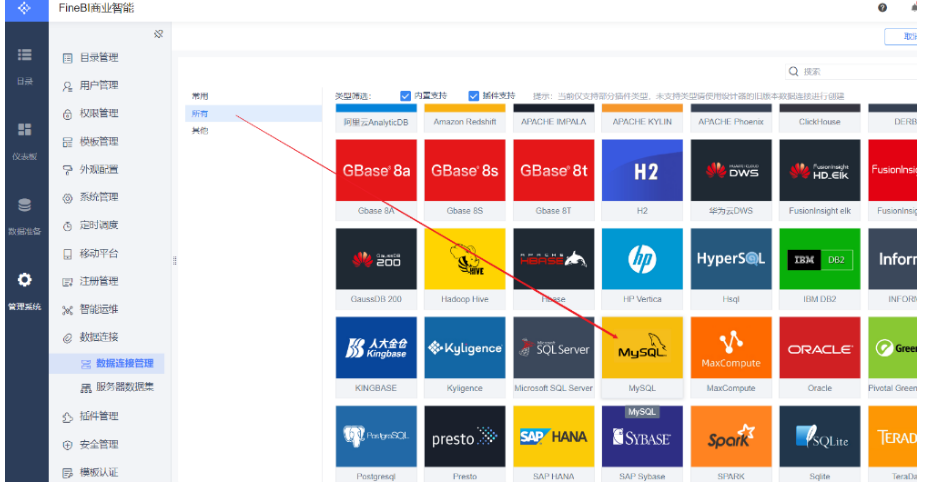 FineBI商业智能
取消
目录
仪表板
数据准备
管理系统
目录管理
用户管理
权限管理
模板管理
外观配置
系统管理
定时调度
移动平台
注册管理
智能运维
数据连接
数据连接管理
服务器数据集
插件管理
安全管理
模板认证
搜索
常用
所有
其他
类型筛选: 内置支持 插件支持 提示: 当前仅支持部分插件类型,未支持类型请使用设计器的旧版本数据连接进行创建
阿里云AnalyticDB Amazon Redshift APACHE IMPALA APACHE KYLIN APACHE Phoenix ClickHouse DERB
GBase 8a GBase 8s GBase 8t H2 DWS FusionInsight HD_Elk FusionInsi
Gbase 8A Gbase 8S Gbase 8T H2 华为云DWS FusionInsight elk FusionInsig
GaussDB 200 HIVE APACHE HBASE hp HyperSQL IBM DB2 Inforr
GaussDB 200 Hadoop Hive Hbase HP Vertica Hsql IBM DB2 INFORM
人大金仓 Kingbase Kyligence Microsoft SQL Server MySQL MaxCompute ORACLE Gree
KINGBASE Kyligence Microsoft SQL Server MySQL MaxCompute Oracle Pivotal Green
MySQL
PostgreSQL presto SAP HANA SYBASE Spark SQLite TERAD
Postgresql Presto SAP HANA SAP Sybase SPARK Sqlite TeraDa